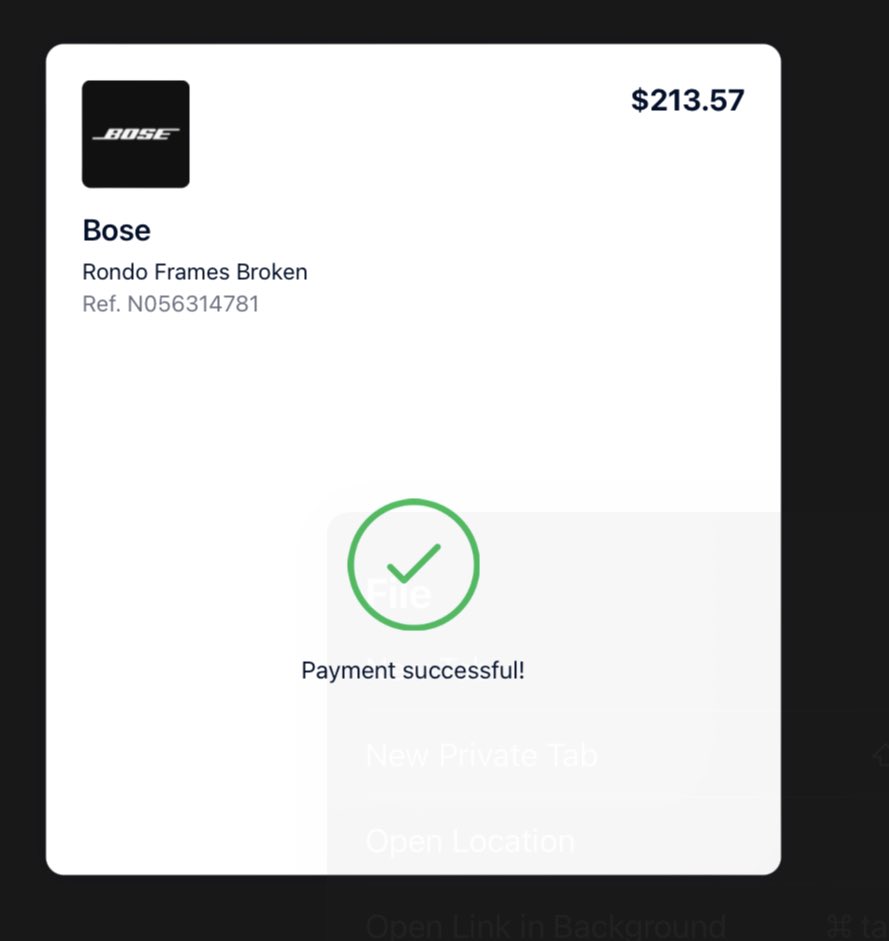 BOSE
$213.57
Bose
Rondo Frames Broken
Ref. N056314781
File
Payment successful!
New Private Tab
Open Location
Open Link in Background ⌘